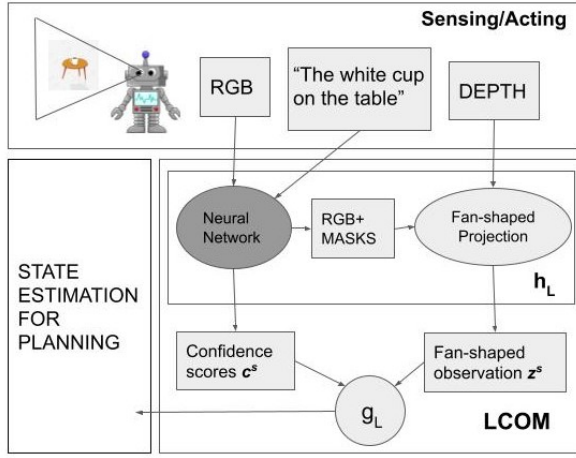 Sensing/Acting
RGB
“The white cup
on the table”
DEPTH
Neural
Network
RGB+
MASKS
Fan-shaped
Projection
h_L
STATE
ESTIMATION
FOR
PLANNING
Confidence
scores c^s
Fan-shaped
observation z^s
g_L
LCOM